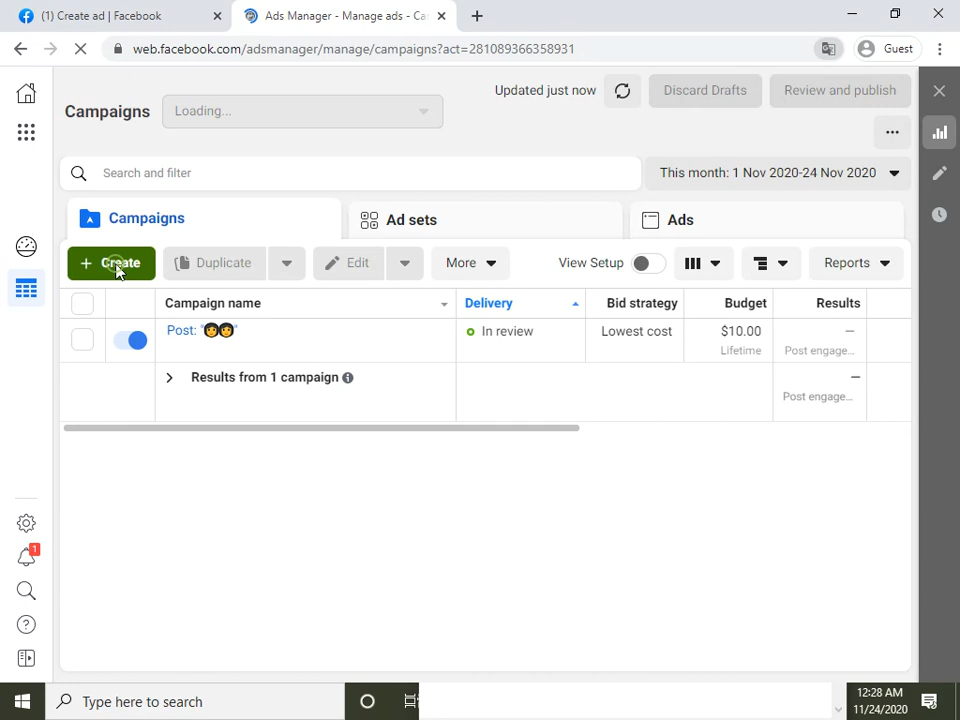 (1) Create ad | Facebook
Ads Manager - Manage ads - Ca
web.facebook.com/adsmanager/manage/campaigns?act=281089366358931
Guest
Campaigns
Loading...
Updated just now
Discard Drafts
Review and publish
Search and filter
This month: 1 Nov 2020-24 Nov 2020
Campaigns
Ad sets
Ads
+ Create
Duplicate
Edit
More
View Setup
Reports
Campaign name
Delivery
Bid strategy
Budget
Results
Post: "👩👩"
In review
Lowest cost
$10.00
—
Lifetime
Post engage...
Results from 1 campaign
—
Post engage...
1
Type here to search
12:28 AM
11/24/2020